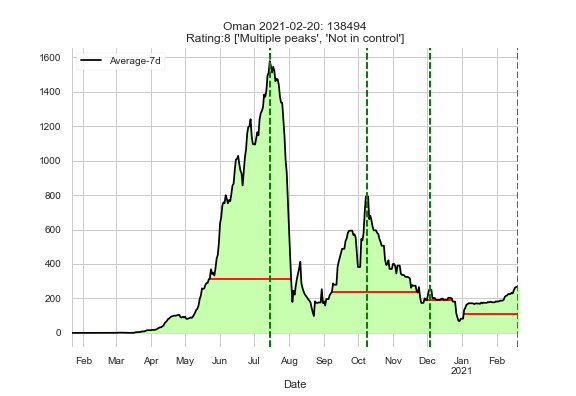 Oman 2021-02-20: 138494
Rating:8 ['Multiple peaks', 'Not in control']
Average-7d
1600
1400
1200
1000
800
600
400
200
0
Feb Mar Apr May Jun Jul Aug Sep Oct Nov Dec Jan Feb
2021
Date